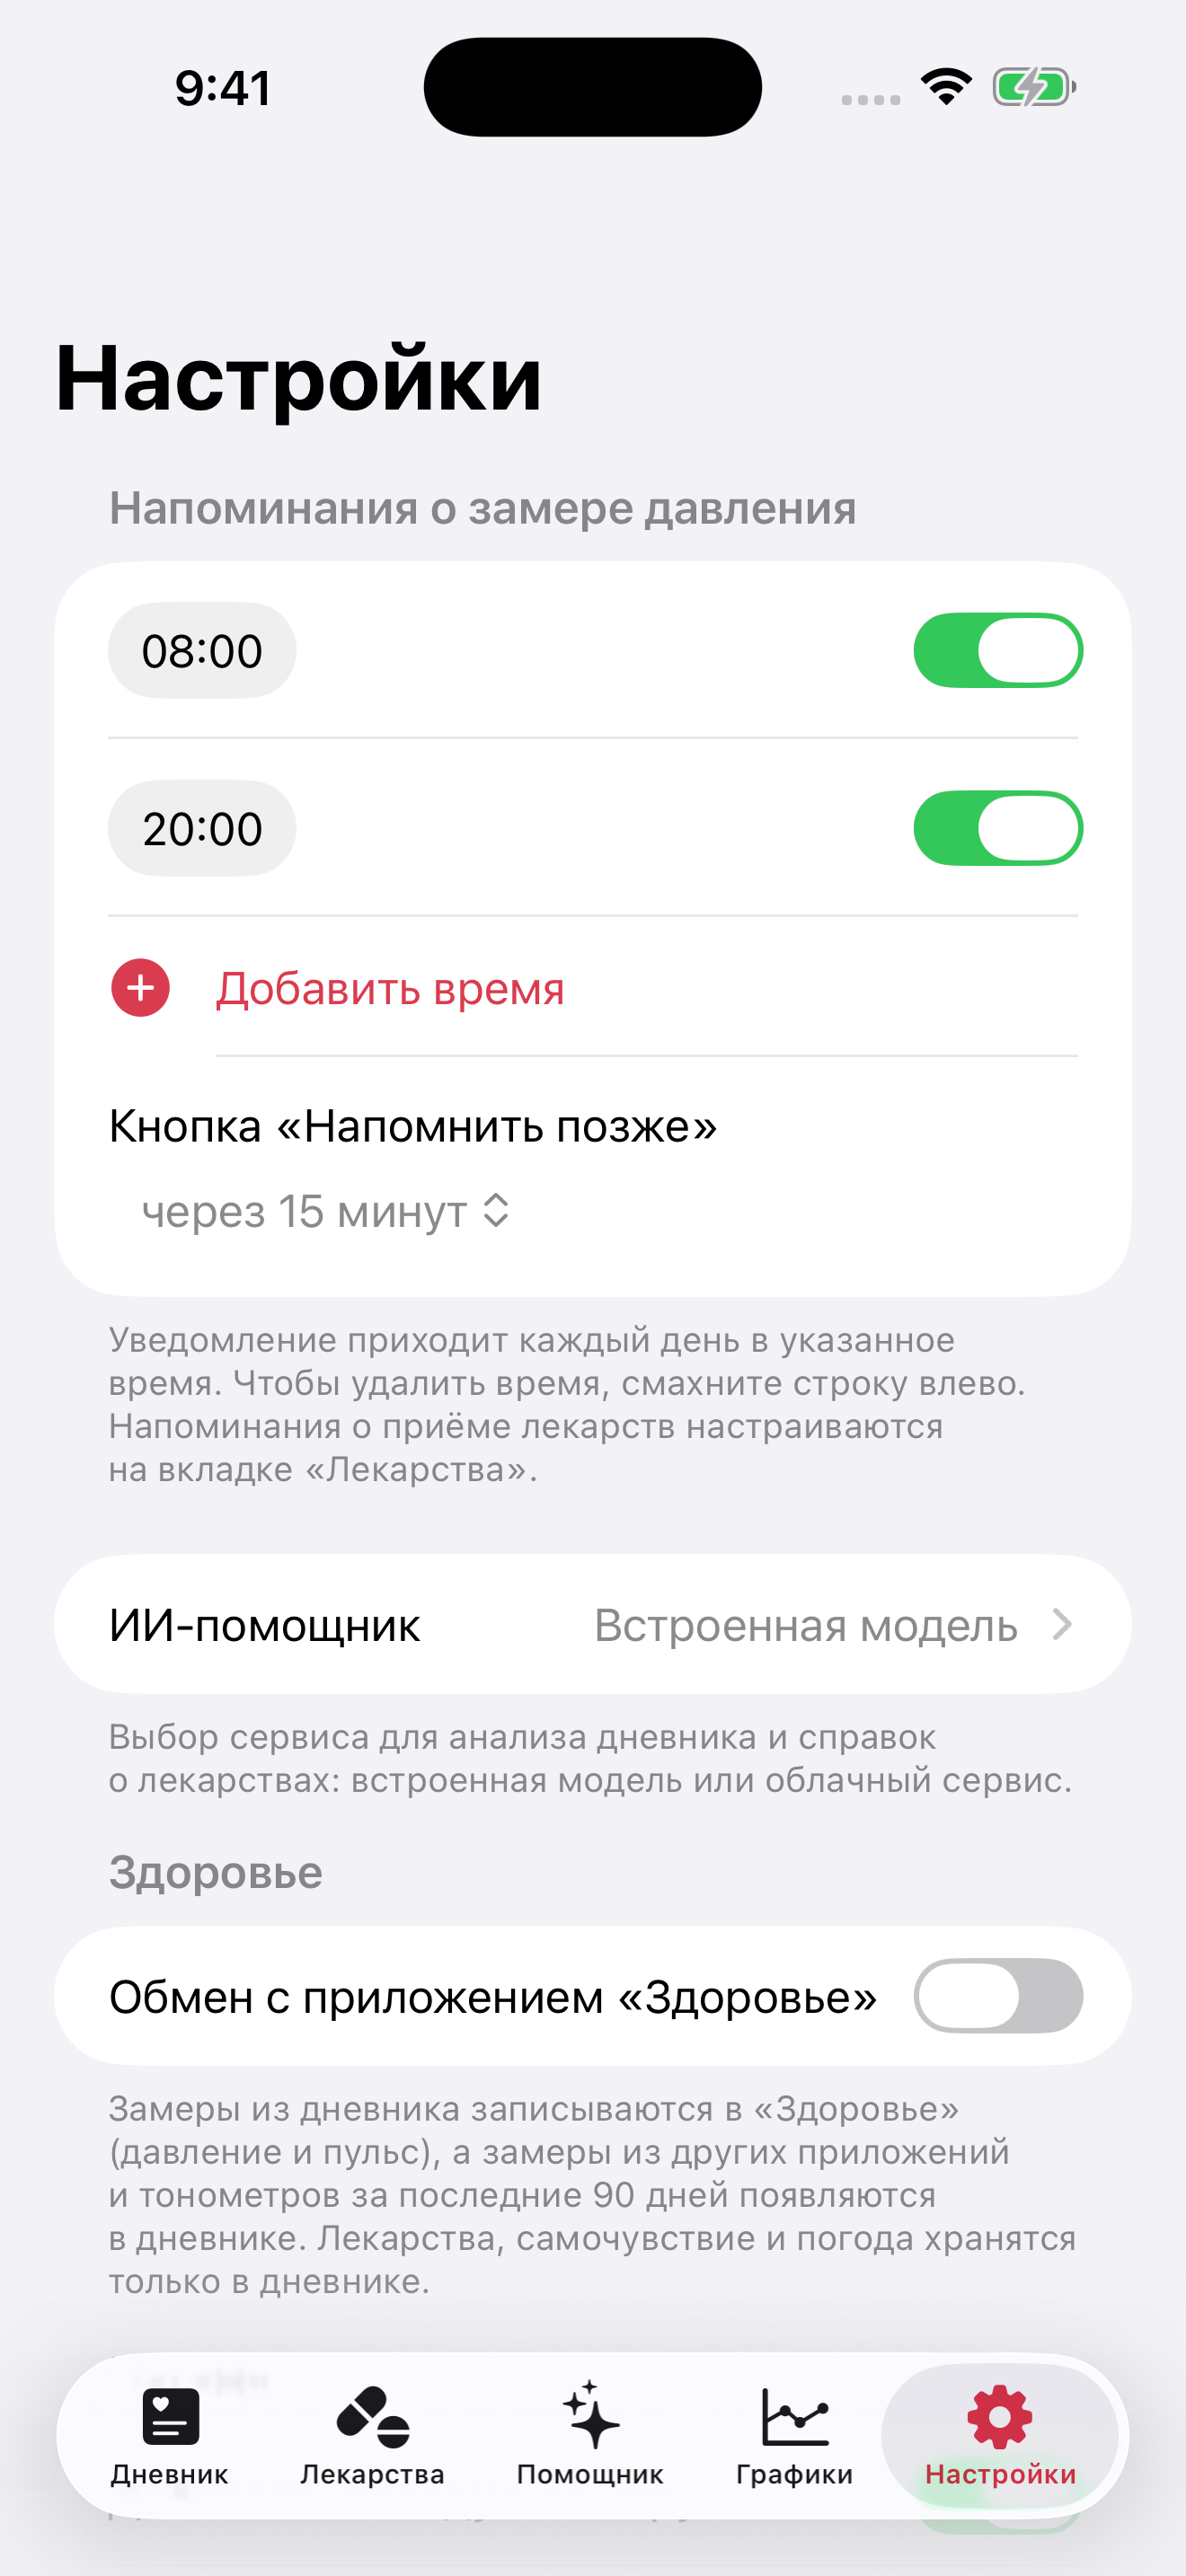 9:41
Настройки
Напоминания о замере давления
08:00
20:00
Добавить время
Кнопка «Напомнить позже»
через 15 минут
Уведомление приходит каждый день в указанное
время. Чтобы удалить время, смахните строку влево.
Напоминания о приёме лекарств настраиваются
на вкладке «Лекарства».
ИИ-помощник Встроенная модель
Выбор сервиса для анализа дневника и справок
о лекарствах: встроенная модель или облачный сервис.
Здоровье
Обмен с приложением «Здоровье»
Замеры из дневника записываются в «Здоровье»
(давление и пульс), а замеры из других приложений
и тонометров за последние 90 дней появляются
в дневнике. Лекарства, самочувствие и погода хранятся
только в дневнике.
Дневник Лекарства Помощник Графики Настройки